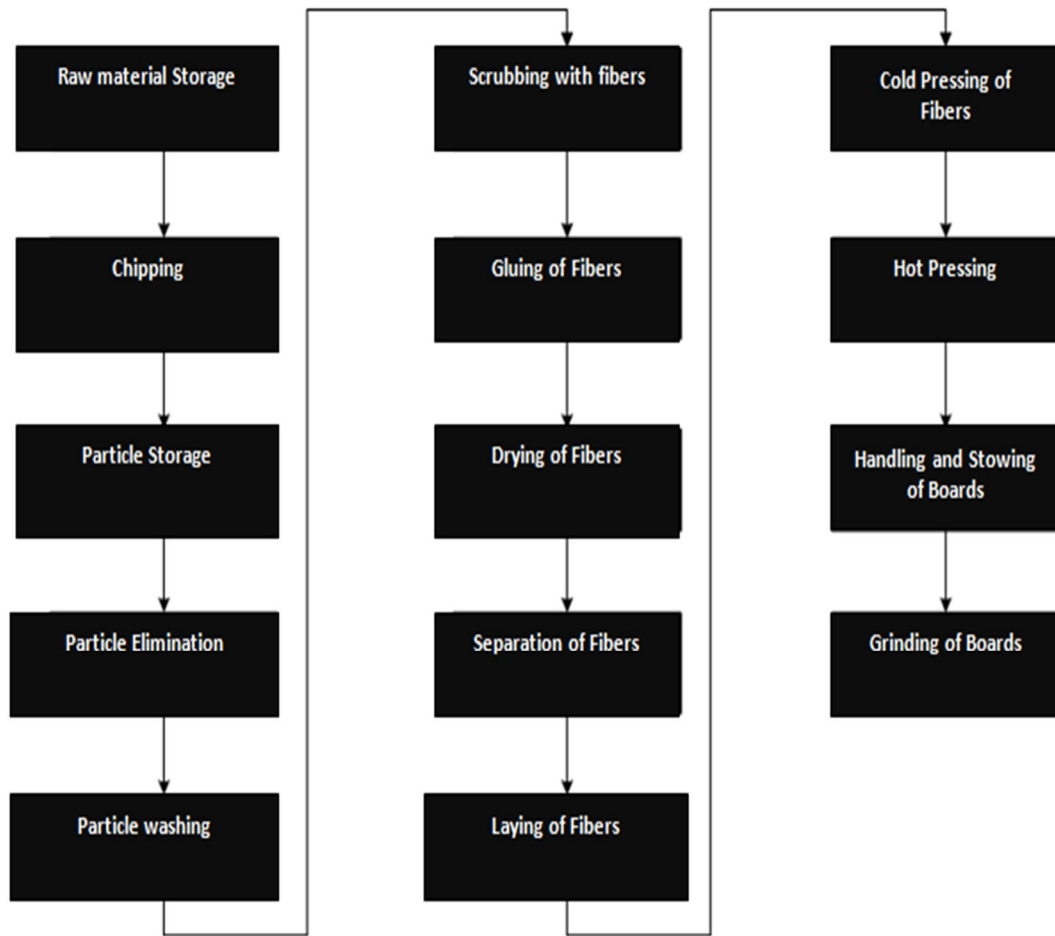 Raw material Storage
Chipping
Particle Storage
Particle Elimination
Particle washing
Scrubbing with fibers
Gluing of Fibers
Drying of Fibers
Separation of Fibers
Laying of Fibers
Cold Pressing of
Fibers
Hot Pressing
Handling and Stowing
of Boards
Grinding of Boards